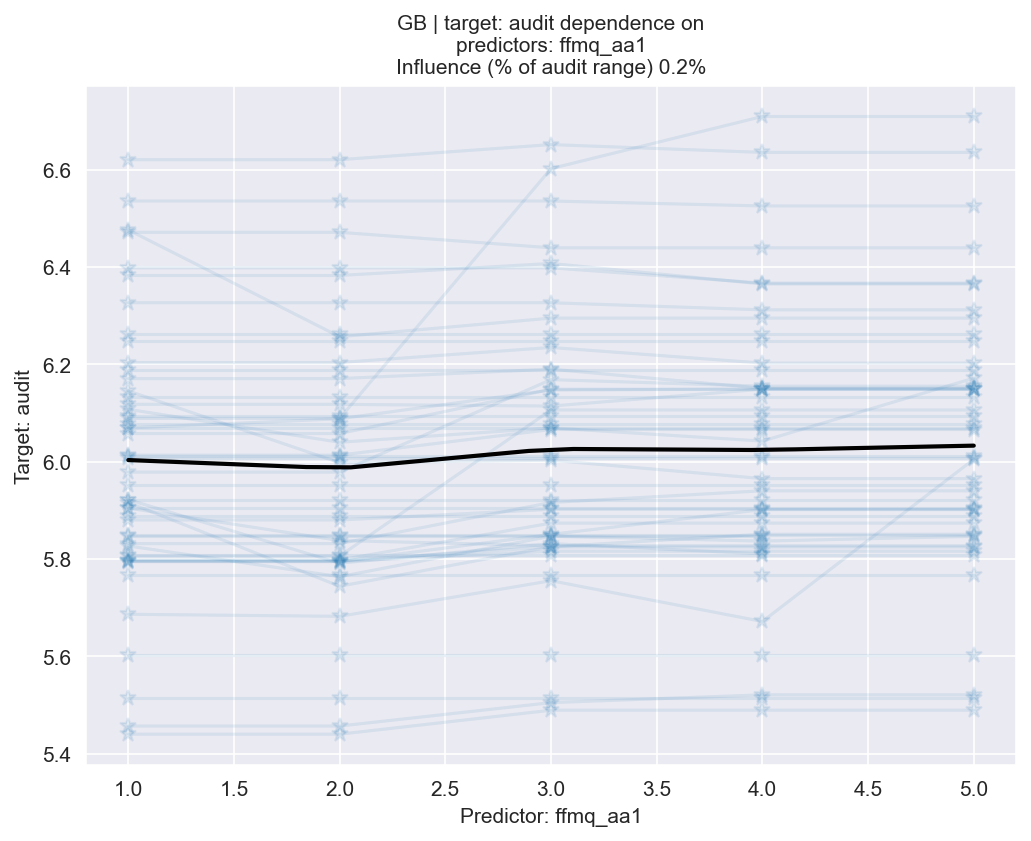 GB | target: audit dependence on
predictors: ffmq_aa1
Influence (% of audit range) 0.2%
Target: audit
6.6
6.4
6.2
6.0
5.8
5.6
5.4
1.0 1.5 2.0 2.5 3.0 3.5 4.0 4.5 5.0
Predictor: ffmq_aa1